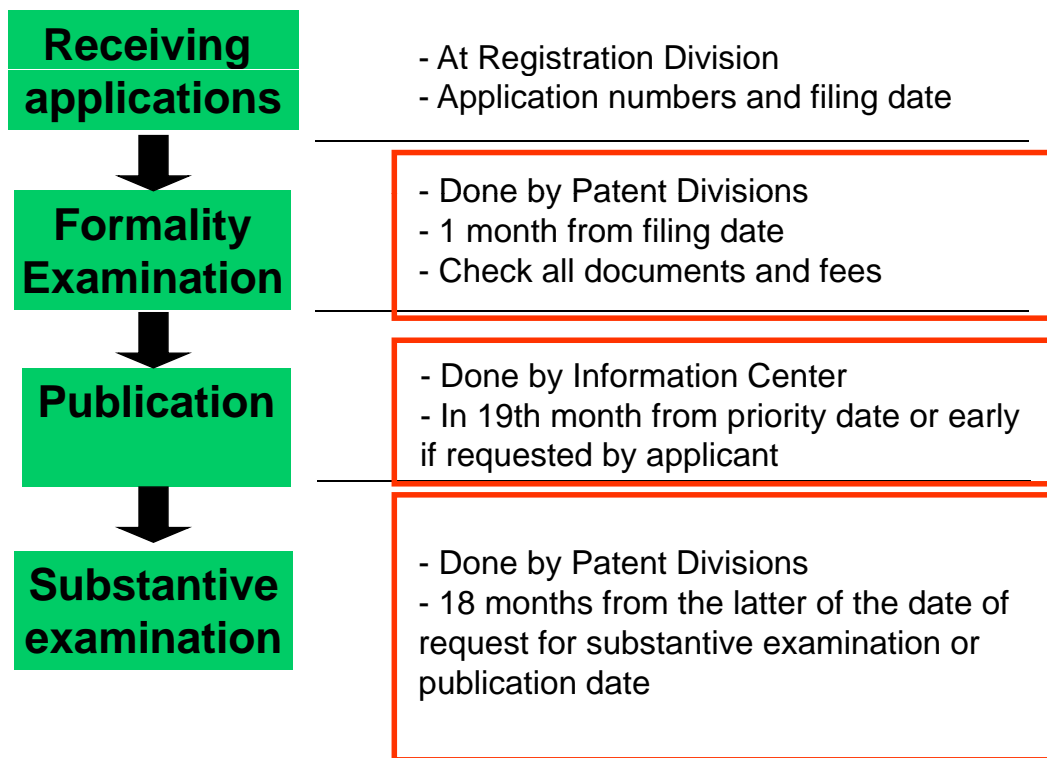 Receiving
applications
- At Registration Division
- Application numbers and filing date
Formality
Examination
- Done by Patent Divisions
- 1 month from filing date
- Check all documents and fees
Publication
- Done by Information Center
- In 19th month from priority date or early
if requested by applicant
Substantive
examination
- Done by Patent Divisions
- 18 months from the latter of the date of
request for substantive examination or
publication date